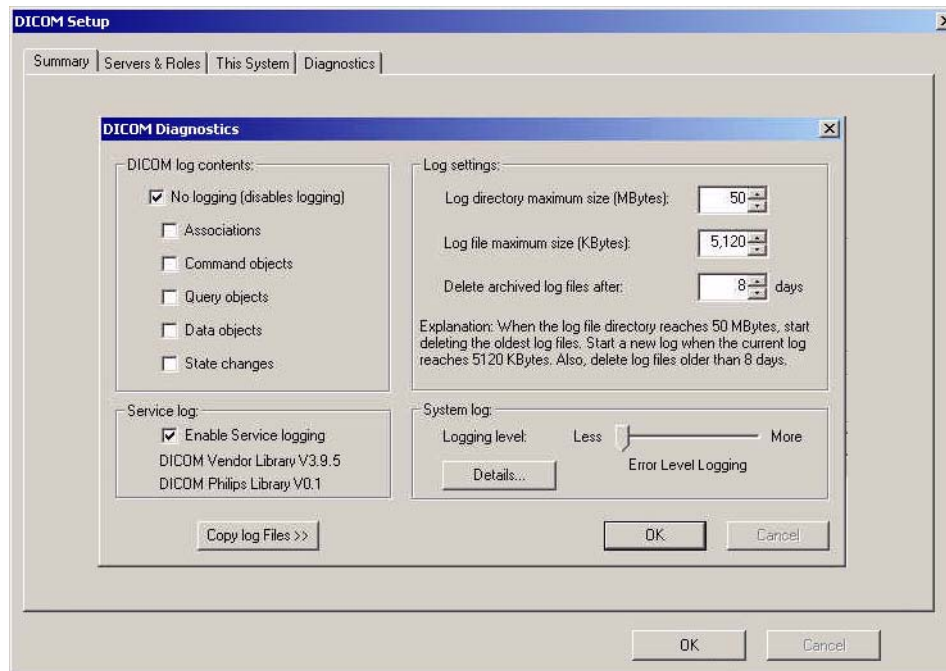 DICOM Setup
Summary
Servers & Roles
This System
Diagnostics
DICOM Diagnostics
DICOM log contents:
No logging (disables logging)
Associations
Command objects
Query objects
Data objects
State changes
Log settings:
Log directory maximum size (MBytes): 50
Log file maximum size (KBytes): 5,120
Delete archived log files after: 8 days
Explanation: When the log file directory reaches 50 MBytes, start
deleting the oldest log files. Start a new log when the current log
reaches 5120 KBytes. Also, delete log files older than 8 days.
Service log:
Enable Service logging
DICOM Vendor Library V3.9.5
DICOM Philips Library V0.1
System log:
Logging level: Less More
Error Level Logging
Details...
Copy log Files >>
OK
Cancel
OK
Cancel